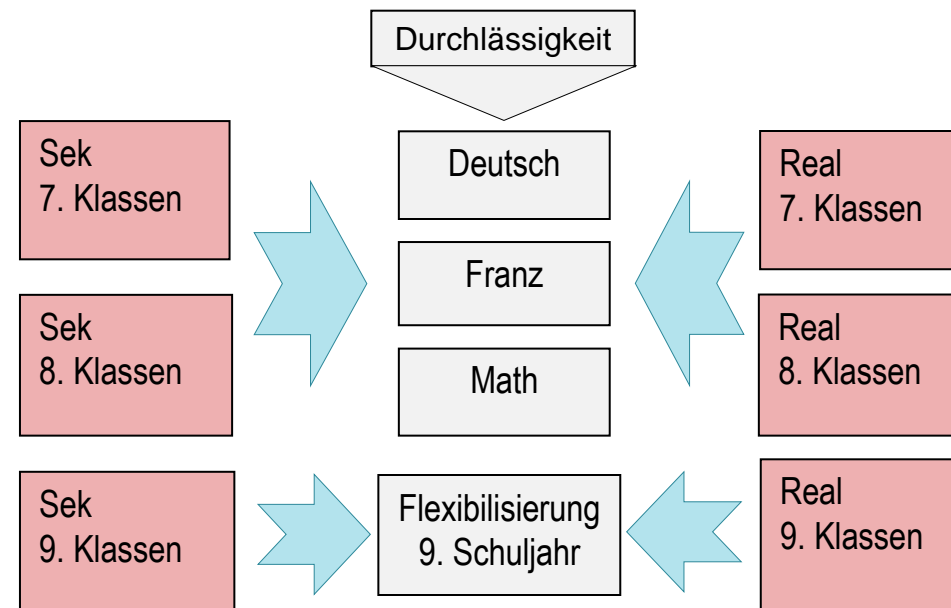 Durchlässigkeit
Sek
7. Klassen
Deutsch
Real
7. Klassen
Franz
Sek
8. Klassen
Real
8. Klassen
Math
Sek
9. Klassen
Flexibilisierung
9. Schuljahr
Real
9. Klassen